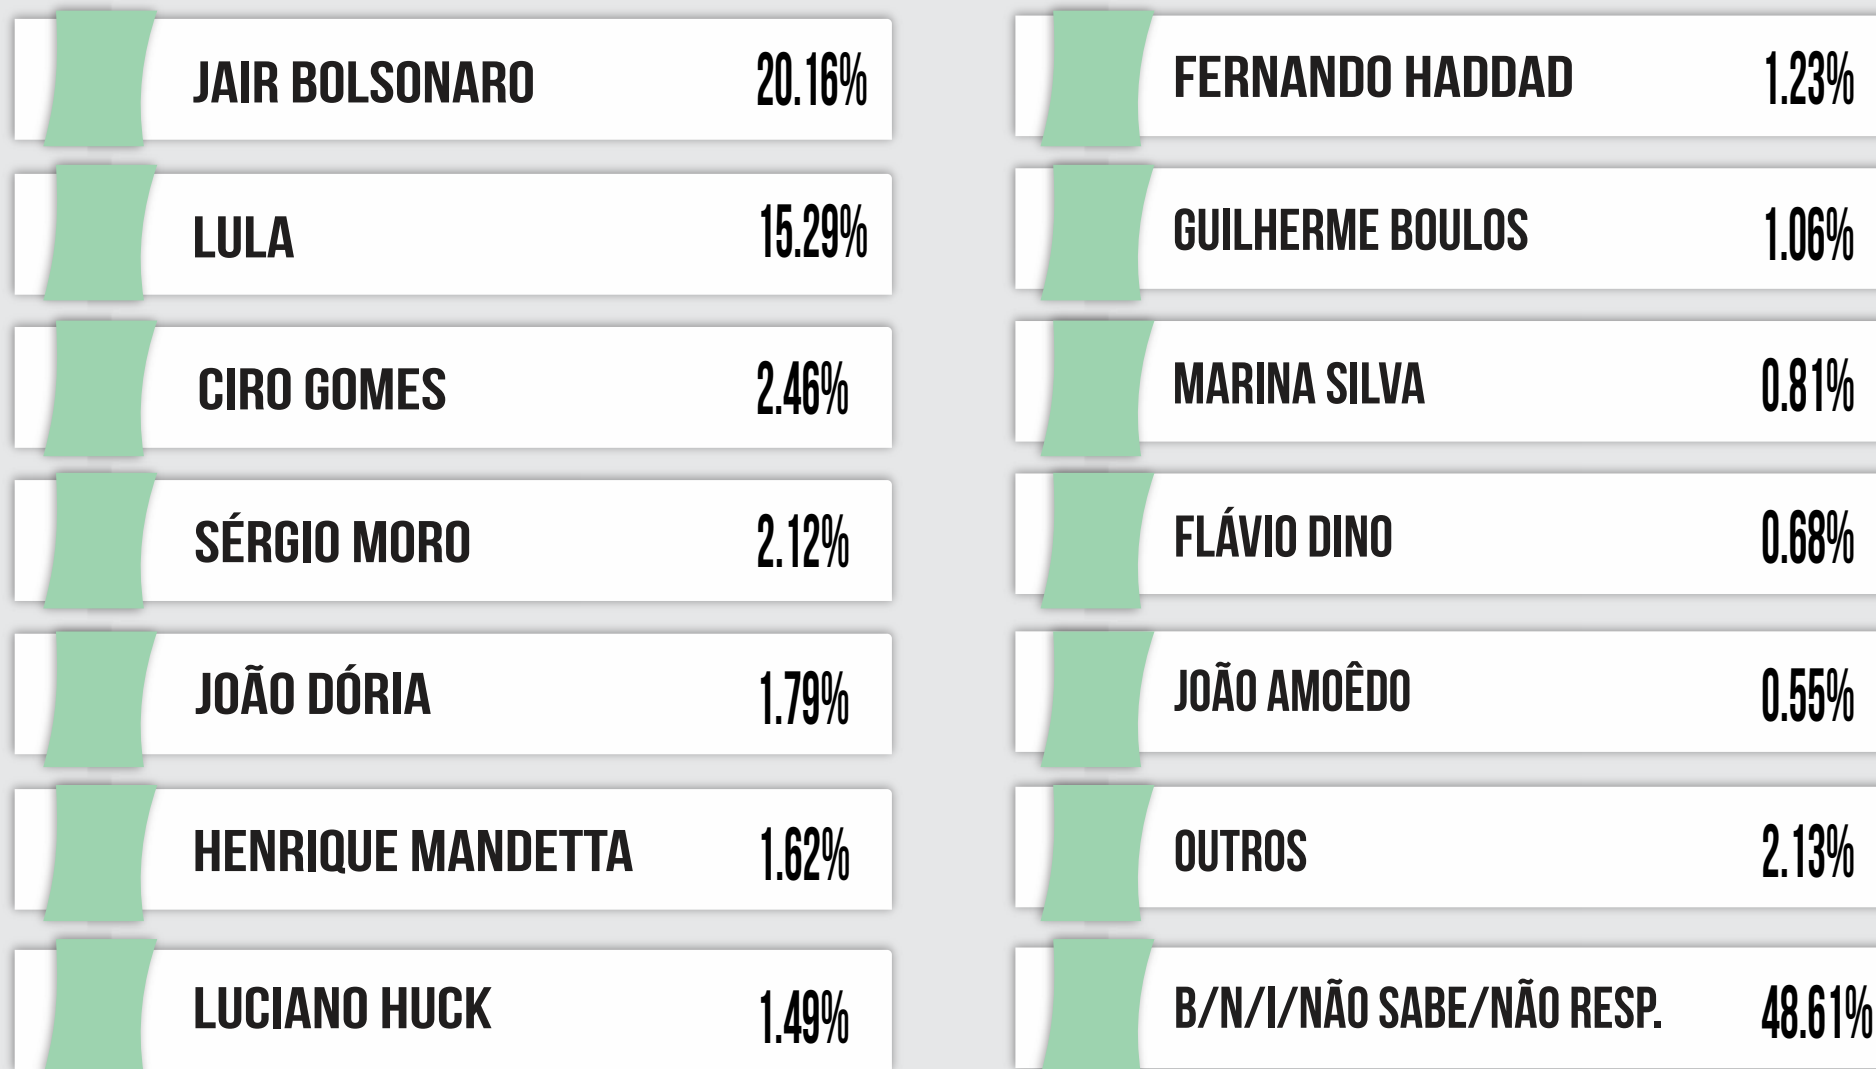 JAIR BOLSONARO 20.16%
LULA 15.29%
CIRO GOMES 2.46%
SÉRGIO MORO 2.12%
JOÃO DÓRIA 1.79%
HENRIQUE MANDETTA 1.62%
LUCIANO HUCK 1.49%
FERNANDO HADDAD 1.23%
GUILHERME BOULOS 1.06%
MARINA SILVA 0.81%
FLÁVIO DINO 0.68%
JOÃO AMOÊDO 0.55%
OUTROS 2.13%
B/N/I/NÃO SABE/NÃO RESP. 48.61%